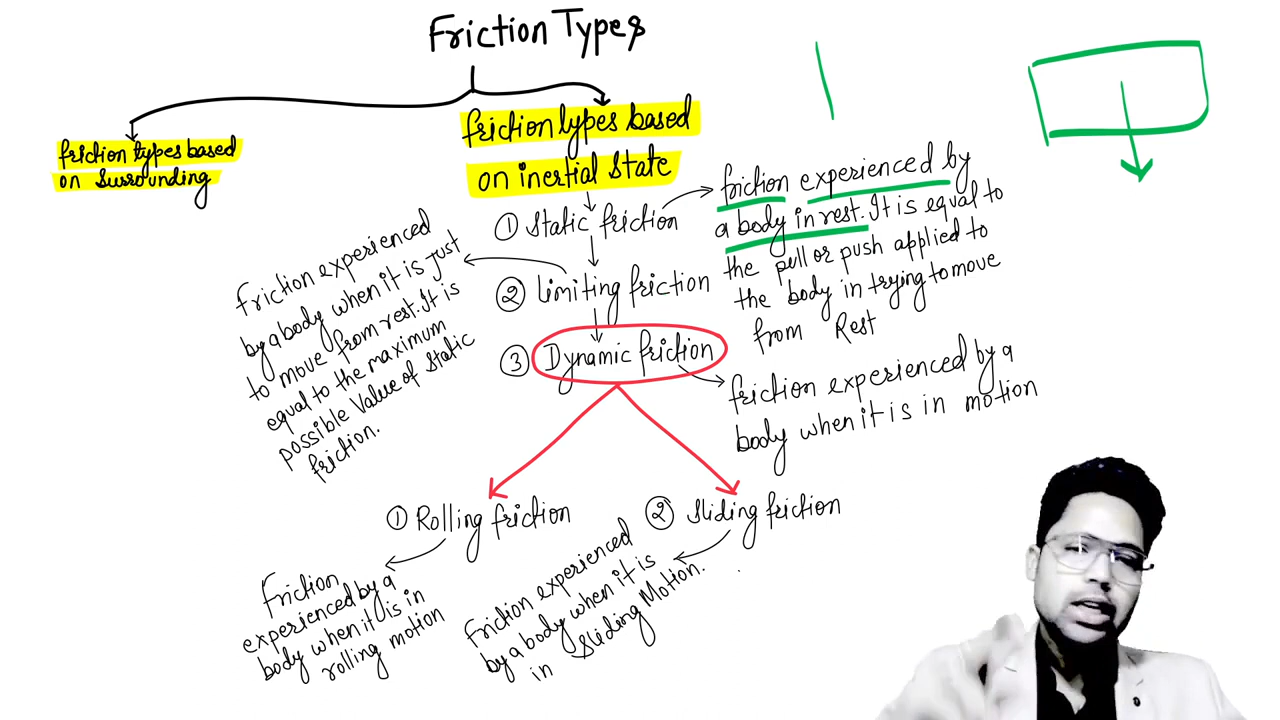 Friction Types
friction types based
on Surrounding
friction types based
on inertial State
① Static friction
friction experienced by
a body in rest. It is equal to
the pull or push applied to
the body in trying to move
from Rest
② limiting friction
Friction experienced
by a body when it is just
to move from rest. It is
equal to the maximum
possible Value of Static
friction.
③ Dynamic friction
friction experienced by a
body when it is in motion
① Rolling friction
Friction
experienced by a
body when it is in
rolling motion
② Sliding friction
Friction experienced
by a body when it is
in Sliding Motion.